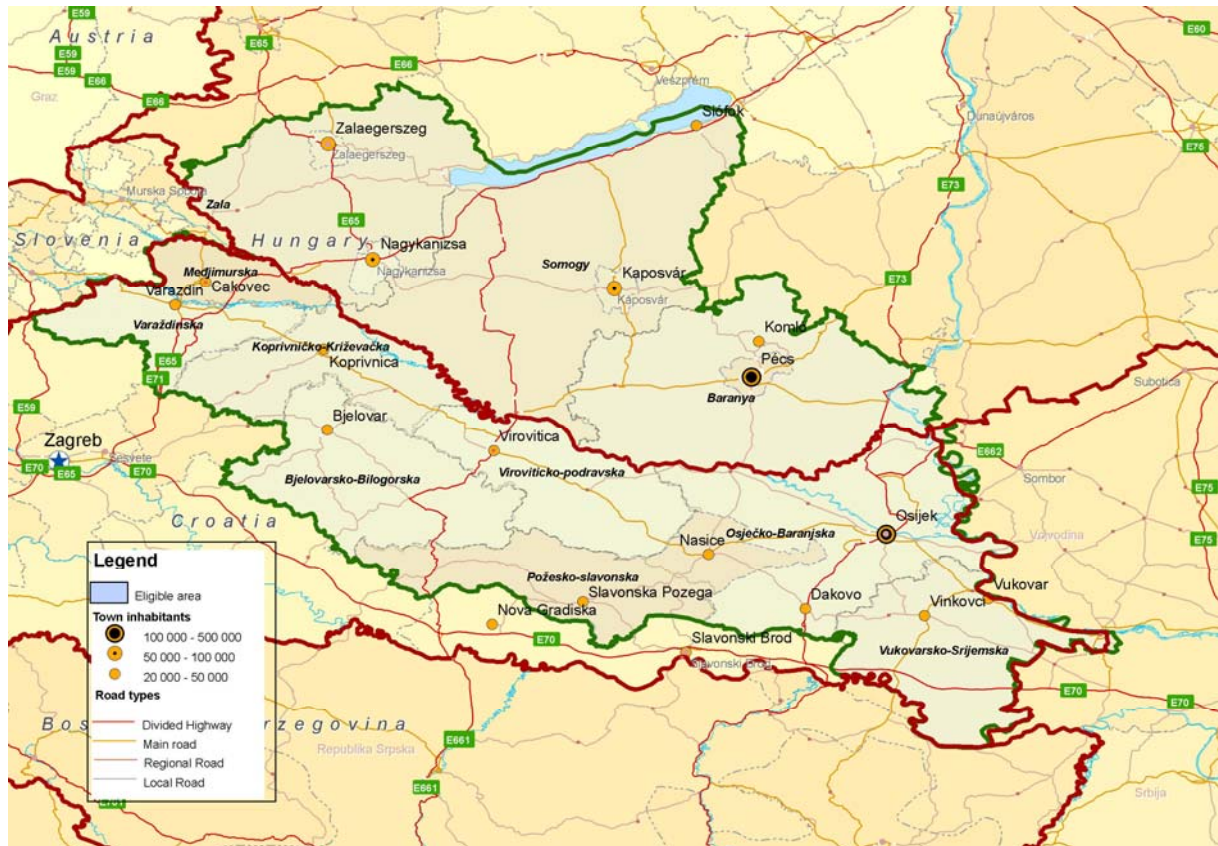 E59
E60
Austria
E65
E59
E66
E59
E66
Veszprém
Graz
E66
Siófok
Dunaújváros
Zalaegerszeg
E76
Zalaegerszeg
E73
Murska Sobota
Zala
E65
Slovenia
Hungary
Nagykanizsa
Somogy
Medjimurska
Nagykanizsa
Kaposvár
E73
Cakovec
Varazdin
Kaposvár
Varaždinska
Komló
Koprivničko-Križevačka
E65
Koprivnica
Pécs
E71
Subotica
Baranya
E59
Bjelovar
Zagreb
Virovitica
E662
Sesvete
E70
E65
E70
Viroviticko-podravska
Sombor
Bjelovarsko-Bilogorska
E75
Croatia
Osijek
Osječko-Baranjska
Vojvodina
E75
Nasice
Legend
Požesko-slavonska
Vukovar
Eligible area
Slavonska Pozega
Dakovo
Vinkovci
Town inhabitants
Nova Gradiska
100 000 - 500 000
E70
Slavonski Brod
50 000 - 100 000
Vukovarsko-Srijemska
Slavonski Brod
20 000 - 50 000
E70
Road types
E70
Bos
rzegovina
Divided Highway
E661
Main road
Republika Srpska
Regional Road
Local Road
E661
Srbija